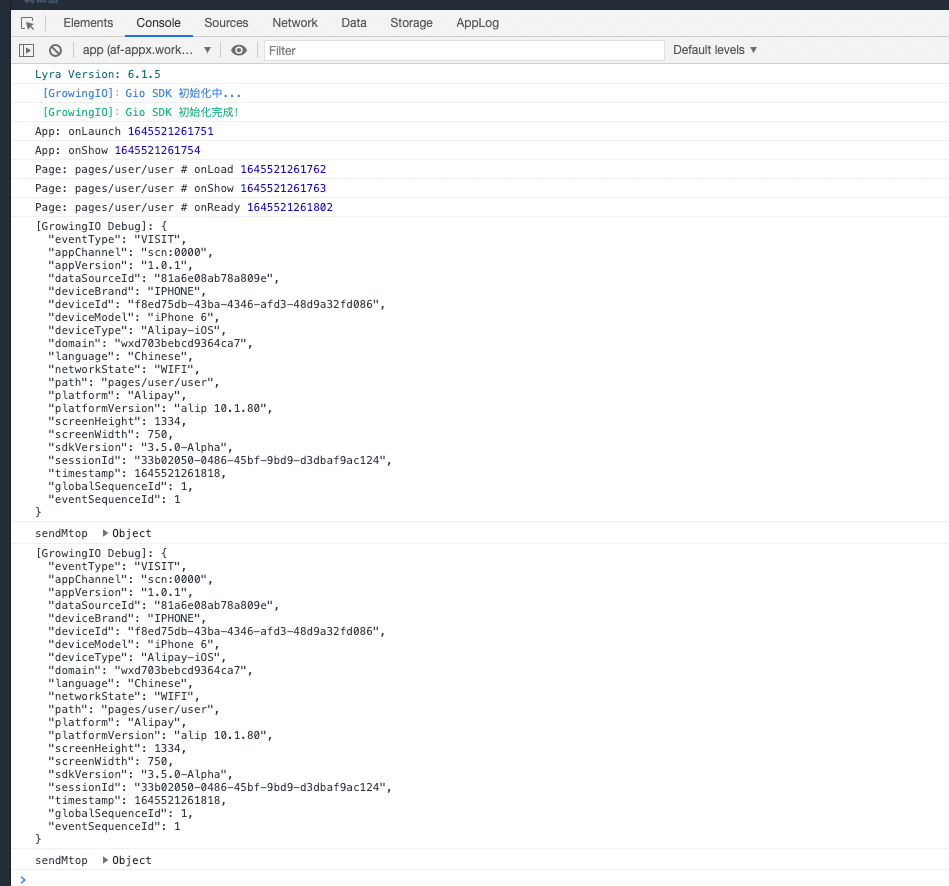 Elements Console Sources Network Data Storage AppLog
app (af-appx.work... ▼ Filter Default levels ▼
Lyra Version: 6.1.5
[GrowingIO]: Gio SDK 初始化中...
[GrowingIO]: Gio SDK 初始化完成!
App: onLaunch 1645521261751
App: onShow 1645521261754
Page: pages/user/user # onLoad 1645521261762
Page: pages/user/user # onShow 1645521261763
Page: pages/user/user # onReady 1645521261802
[GrowingIO Debug]: {
"eventType": "VISIT",
"appChannel": "scn:0000",
"appVersion": "1.0.1",
"dataSourceId": "81a6e08ab78a809e",
"deviceBrand": "IPHONE",
"deviceId": "f8ed75db-43ba-4346-afd3-48d9a32fd086",
"deviceModel": "iPhone 6",
"deviceType": "Alipay-iOS",
"domain": "wxd703bebcd9364ca7",
"language": "Chinese",
"networkState": "WIFI",
"path": "pages/user/user",
"platform": "Alipay",
"platformVersion": "alip 10.1.80",
"screenHeight": 1334,
"screenWidth": 750,
"sdkVersion": "3.5.0-Alpha",
"sessionId": "33b02050-0486-45bf-9bd9-d3dbaf9ac124",
"timestamp": 1645521261818,
"globalSequenceId": 1,
"eventSequenceId": 1
}
sendMtop ▶ Object
[GrowingIO Debug]: {
"eventType": "VISIT",
"appChannel": "scn:0000",
"appVersion": "1.0.1",
"dataSourceId": "81a6e08ab78a809e",
"deviceBrand": "IPHONE",
"deviceId": "f8ed75db-43ba-4346-afd3-48d9a32fd086",
"deviceModel": "iPhone 6",
"deviceType": "Alipay-iOS",
"domain": "wxd703bebcd9364ca7",
"language": "Chinese",
"networkState": "WIFI",
"path": "pages/user/user",
"platform": "Alipay",
"platformVersion": "alip 10.1.80",
"screenHeight": 1334,
"screenWidth": 750,
"sdkVersion": "3.5.0-Alpha",
"sessionId": "33b02050-0486-45bf-9bd9-d3dbaf9ac124",
"timestamp": 1645521261818,
"globalSequenceId": 1,
"eventSequenceId": 1
}
sendMtop ▶ Object
>